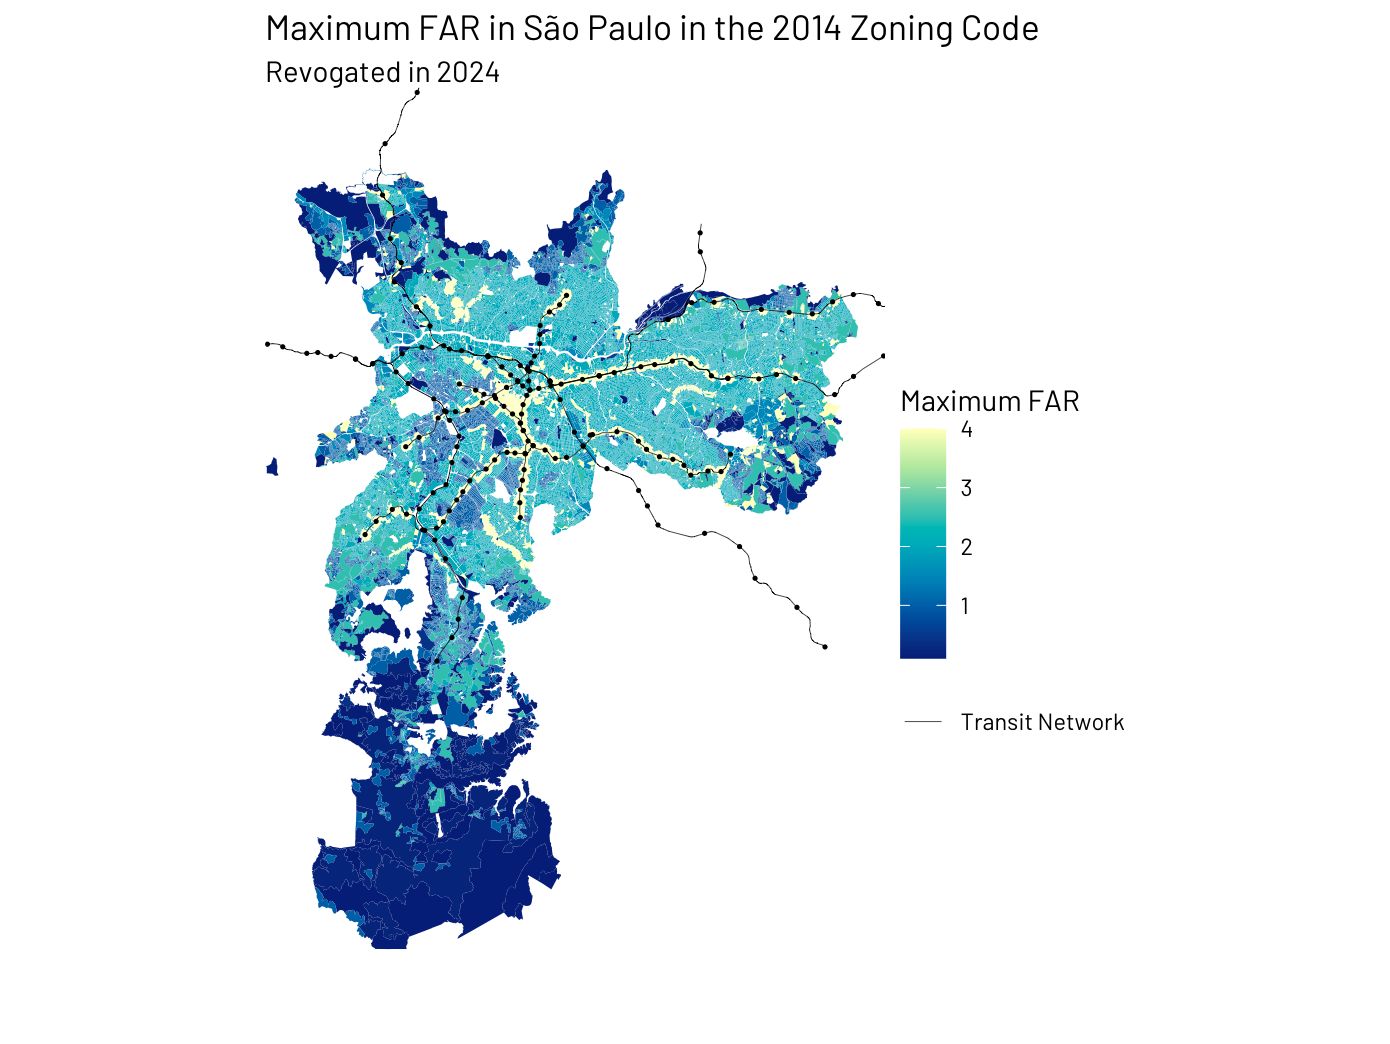 Maximum FAR in São Paulo in the 2014 Zoning Code
Revogated in 2024
Maximum FAR
4
3
2
1
Transit Network